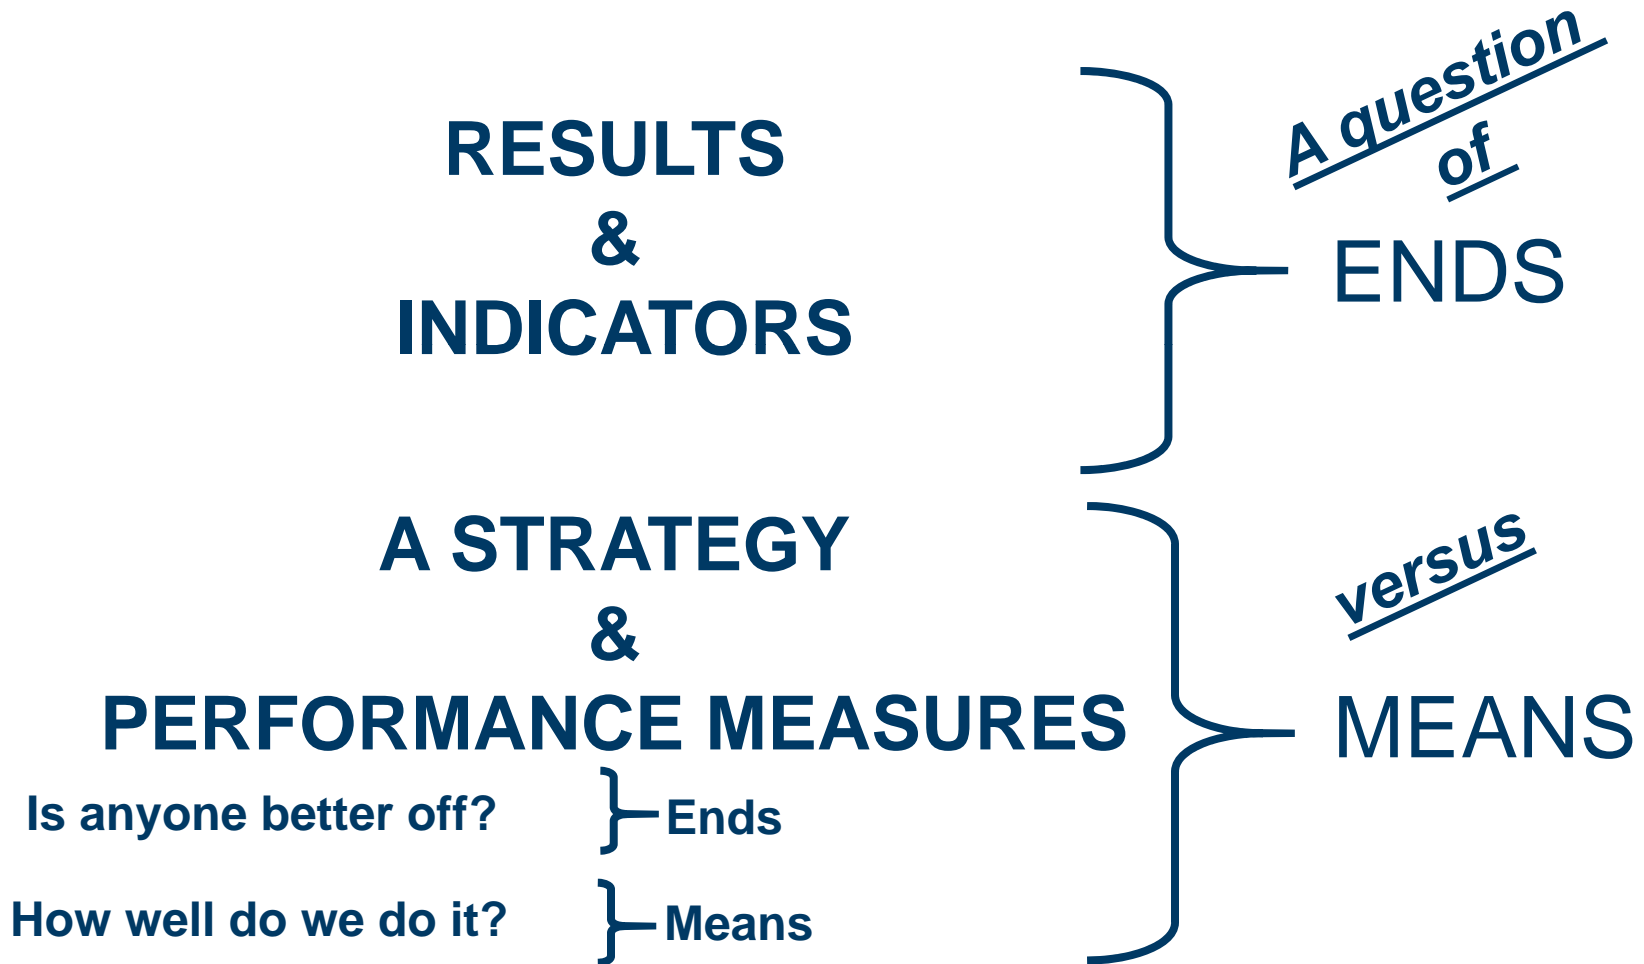 RESULTS
&
INDICATORS
A question
of
ENDS
A STRATEGY
&
PERFORMANCE MEASURES
versus
MEANS
Is anyone better off?
Ends
How well do we do it?
Means